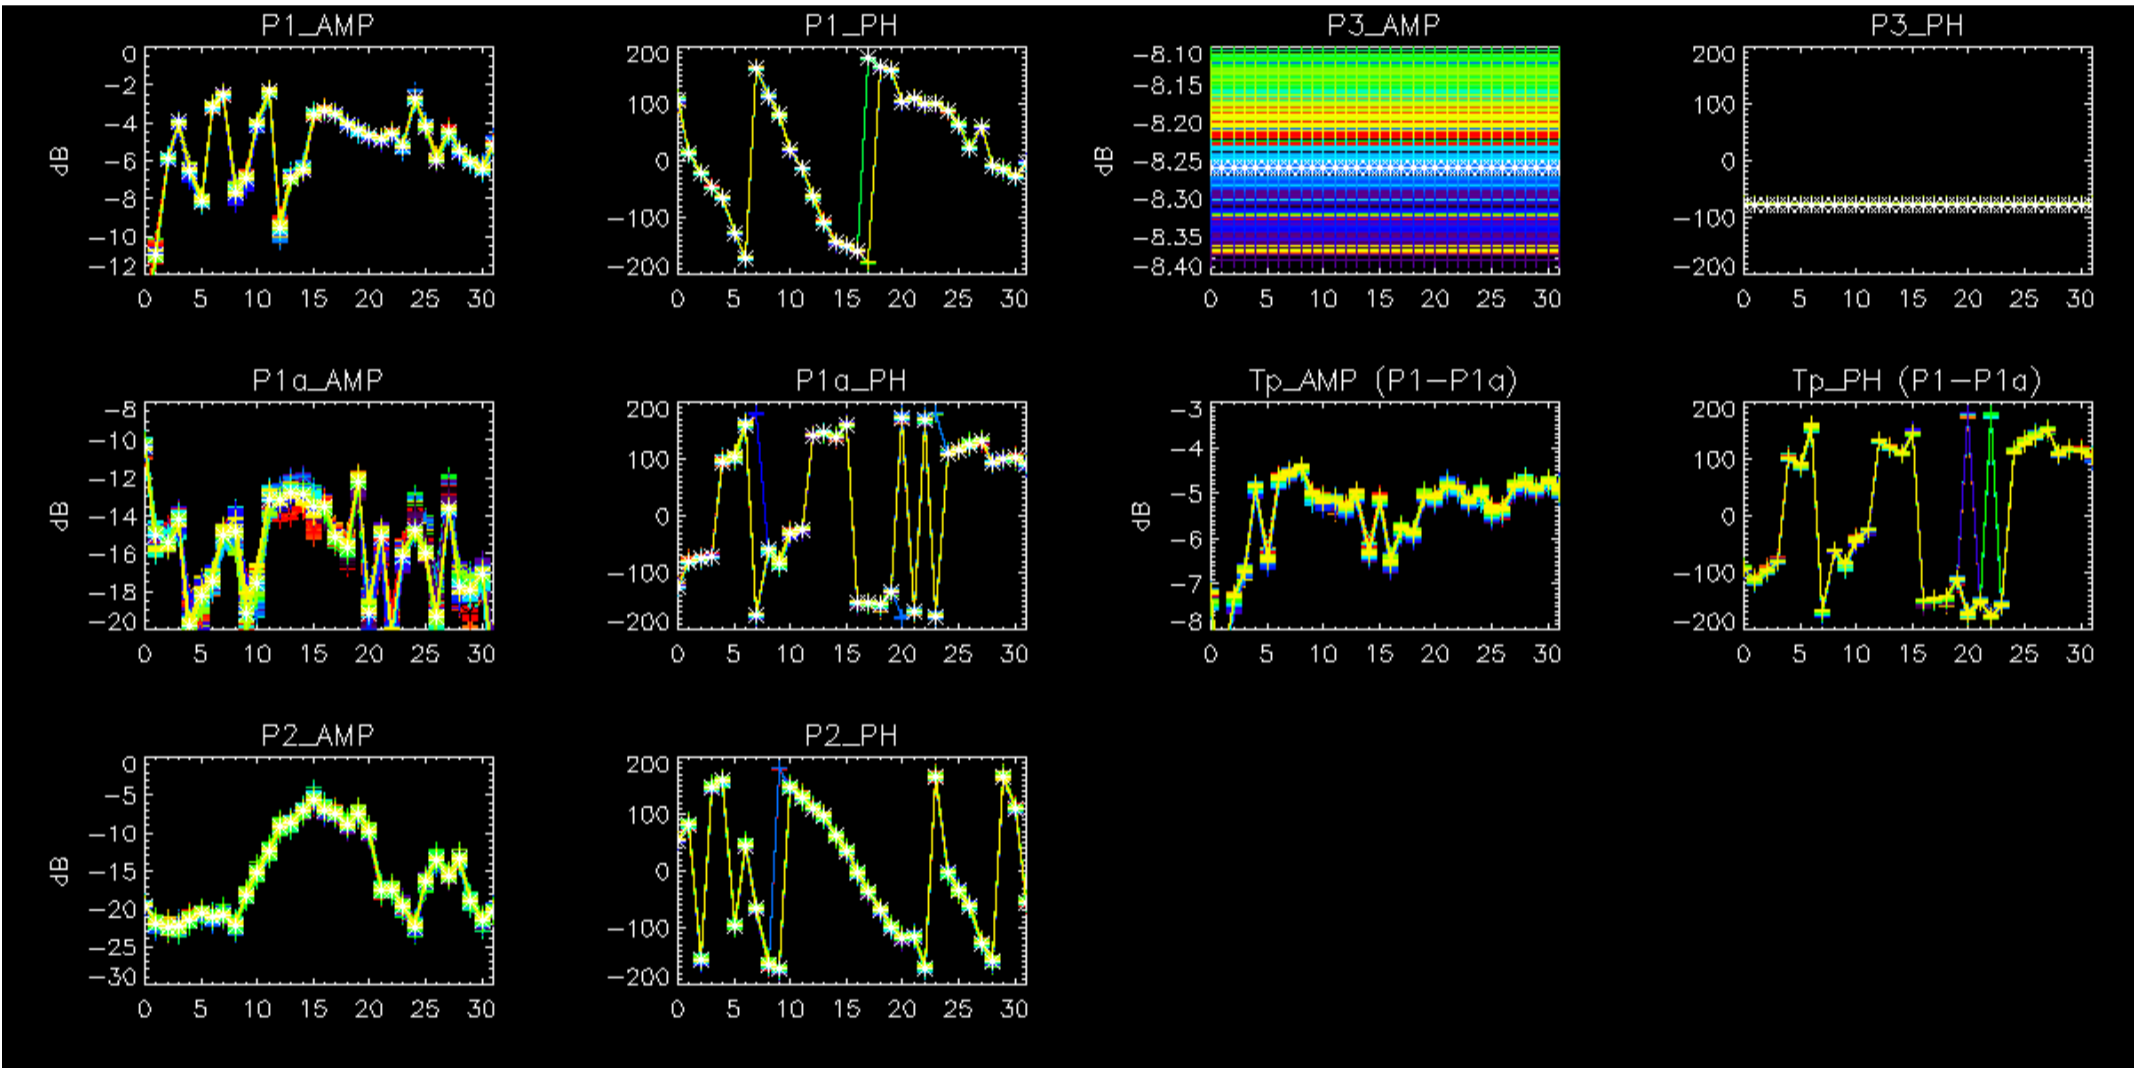 P1_AMP
0
−2
−4
−6
−8
−10
−12
dB
0 5 10 15 20 25 30
P1_PH
200
100
0
−100
−200
0 5 10 15 20 25 30
P3_AMP
−8.10
−8.15
−8.20
−8.25
−8.30
−8.35
−8.40
dB
0 5 10 15 20 25 30
P3_PH
200
100
0
−100
−200
0 5 10 15 20 25 30
P1a_AMP
−8
−10
−12
−14
−16
−18
−20
dB
0 5 10 15 20 25 30
P1a_PH
200
100
0
−100
−200
0 5 10 15 20 25 30
Tp_AMP (P1−P1a)
−3
−4
−5
−6
−7
−8
dB
0 5 10 15 20 25 30
Tp_PH (P1−P1a)
200
100
0
−100
−200
0 5 10 15 20 25 30
P2_AMP
0
−5
−10
−15
−20
−25
−30
dB
0 5 10 15 20 25 30
P2_PH
200
100
0
−100
−200
0 5 10 15 20 25 30